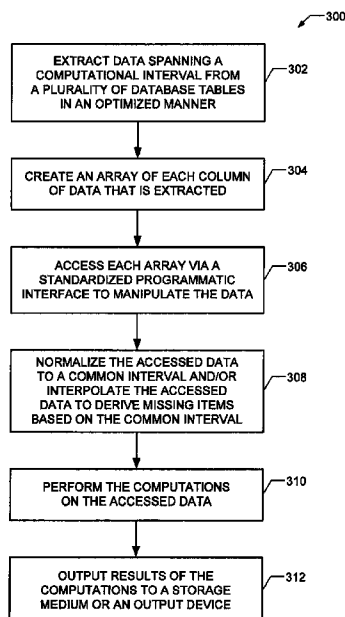 300
EXTRACT DATA SPANNING A
COMPUTATIONAL INTERVAL FROM
A PLURALITY OF DATABASE TABLES
IN AN OPTIMIZED MANNER
302
CREATE AN ARRAY OF EACH COLUMN
OF DATA THAT IS EXTRACTED
304
ACCESS EACH ARRAY VIA A
STANDARDIZED PROGRAMMATIC
INTERFACE TO MANIPULATE THE DATA
306
NORMALIZE THE ACCESSED DATA
TO A COMMON INTERVAL AND/OR
INTERPOLATE THE ACCESSED
DATA TO DERIVE MISSING ITEMS
BASED ON THE COMMON INTERVAL
308
PERFORM THE COMPUTATIONS
ON THE ACCESSED DATA
310
OUTPUT RESULTS OF THE
COMPUTATIONS TO A STORAGE
MEDIUM OR AN OUTPUT DEVICE
312